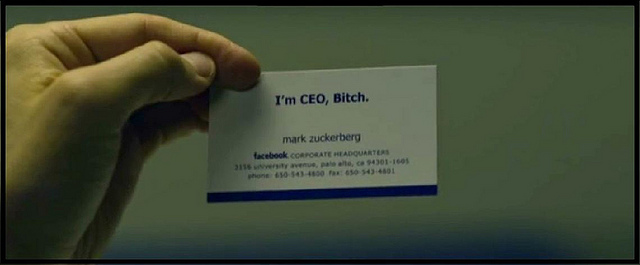 I'm CEO, Bitch.
mark zuckerberg
facebook CORPORATE HEADQUARTERS
3156 university avenue, palo alto, ca 94301-1605
phone: 650-543-4800 fax: 650-543-4801